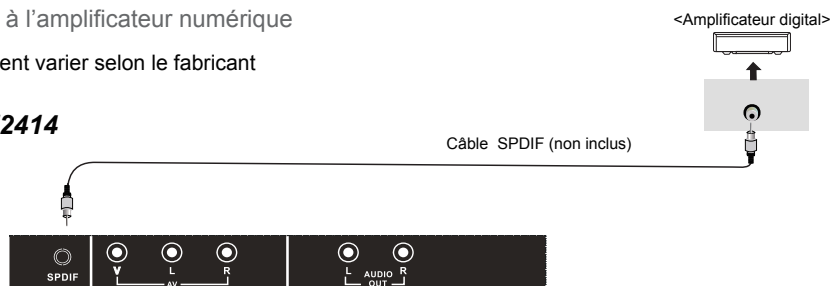 à l’amplificateur numérique
<Amplificateur digital>
ent varier selon le fabricant
2414
Câble SPDIF (non inclus)
SPDIF
V L R
AV
L AUDIO R
OUT